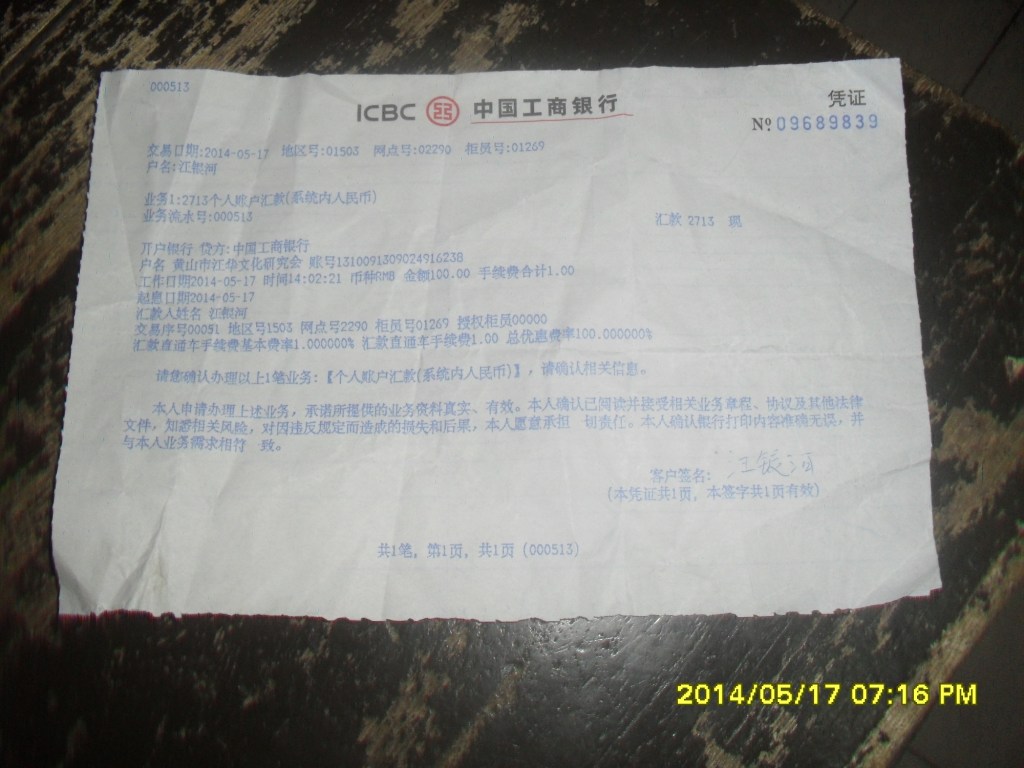 000513
ICBC 中国工商银行
凭证
№ 09689839
交易日期:2014-05-17 地区号:01503 网点号:02290 柜员号:01269
户名:江银河
业务1:2713个人账户汇款(系统内人民币)
业务流水号:000513
汇款 2713 现
开户银行 贷方:中国工商银行
户名 黄山市江华文化研究会 账号1310091309024916238
工作日期2014-05-17 时间14:02:21 币种RMB 金额100.00 手续费合计1.00
起息日期2014-05-17
汇款人姓名 江银河
交易序号00051 地区号1503 网点号2290 柜员号01269 授权柜员00000
汇款直通车手续费基本费率1.000000% 汇款直通车手续费1.00 总优惠费率100.000000%
请您确认办理以上1笔业务:【个人账户汇款(系统内人民币)】,请确认相关信息。
本人申请办理上述业务,承诺所提供的业务资料真实、有效。本人确认已阅读并接受相关业务章程、协议及其他法律
文件,知悉相关风险,对因违反规定而造成的损失和后果,本人愿意承担一切责任。本人确认银行打印内容准确无误,并
与本人业务需求相符一致。
客户签名: 江银河
(本凭证共1页,本签字共1页有效)
共1笔,第1页,共1页 (000513)
2014/05/17 07:16 PM